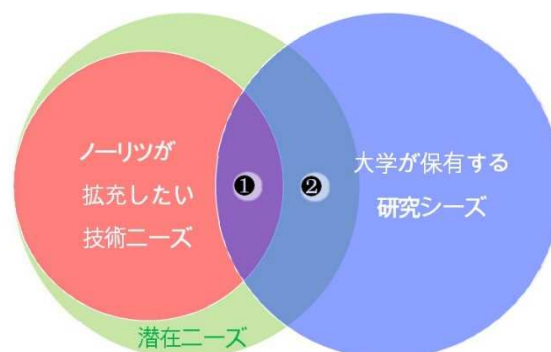 ノーリツが
拡充したい
技術ニーズ
❶
❷
大学が保有する
研究シーズ
潜在ニーズ